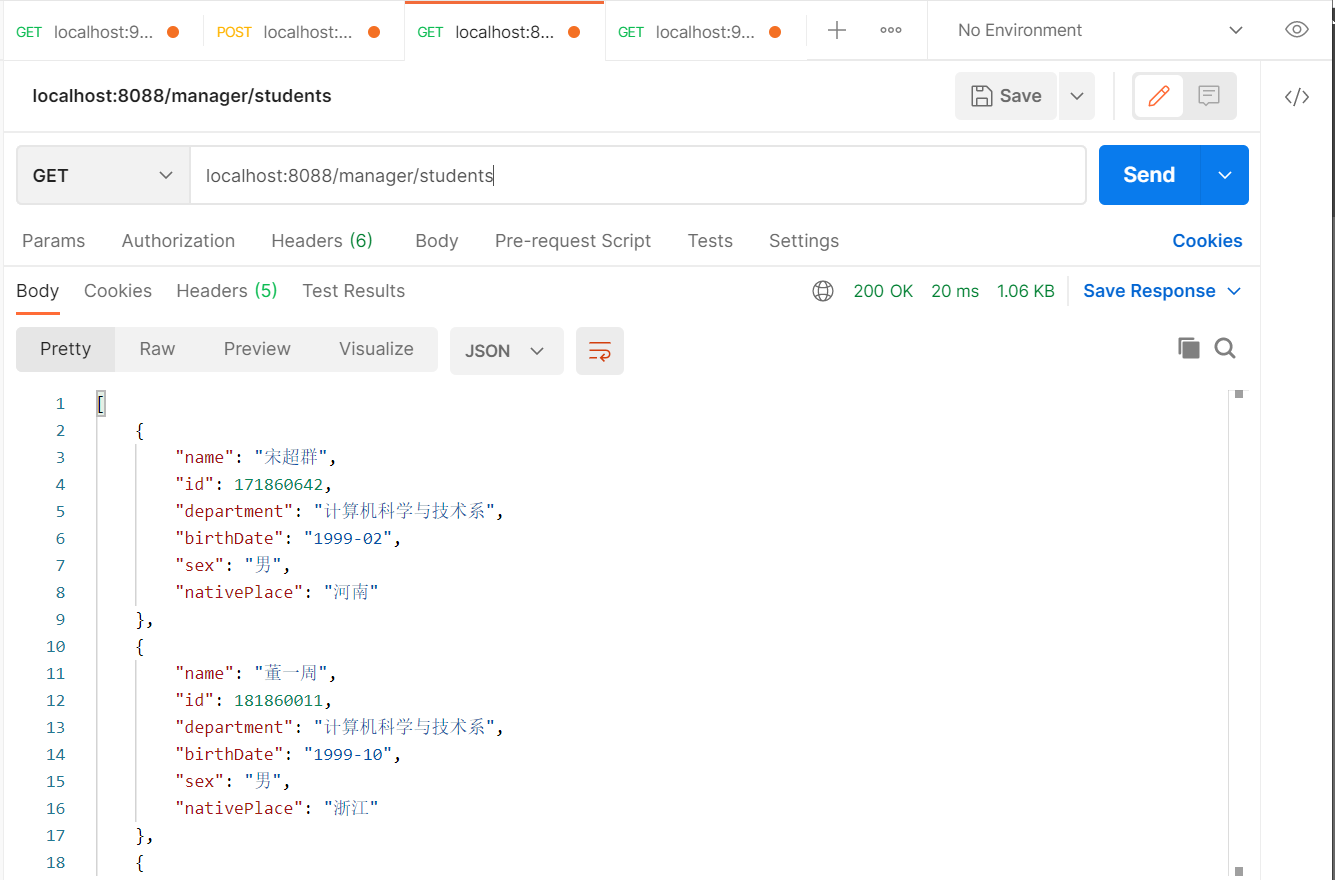 GET localhost:9... POST localhost:... GET localhost:8... GET localhost:9... No Environment
localhost:8088/manager/students Save
GET localhost:8088/manager/students Send
Params Authorization Headers (6) Body Pre-request Script Tests Settings Cookies
Body Cookies Headers (5) Test Results 200 OK 20 ms 1.06 KB Save Response
Pretty Raw Preview Visualize JSON
1 [
2 {
3 "name": "宋超群",
4 "id": 171860642,
5 "department": "计算机科学与技术系",
6 "birthDate": "1999-02",
7 "sex": "男",
8 "nativePlace": "河南"
9 },
10 {
11 "name": "董一周",
12 "id": 181860011,
13 "department": "计算机科学与技术系",
14 "birthDate": "1999-10",
15 "sex": "男",
16 "nativePlace": "浙江"
17 },
18 {